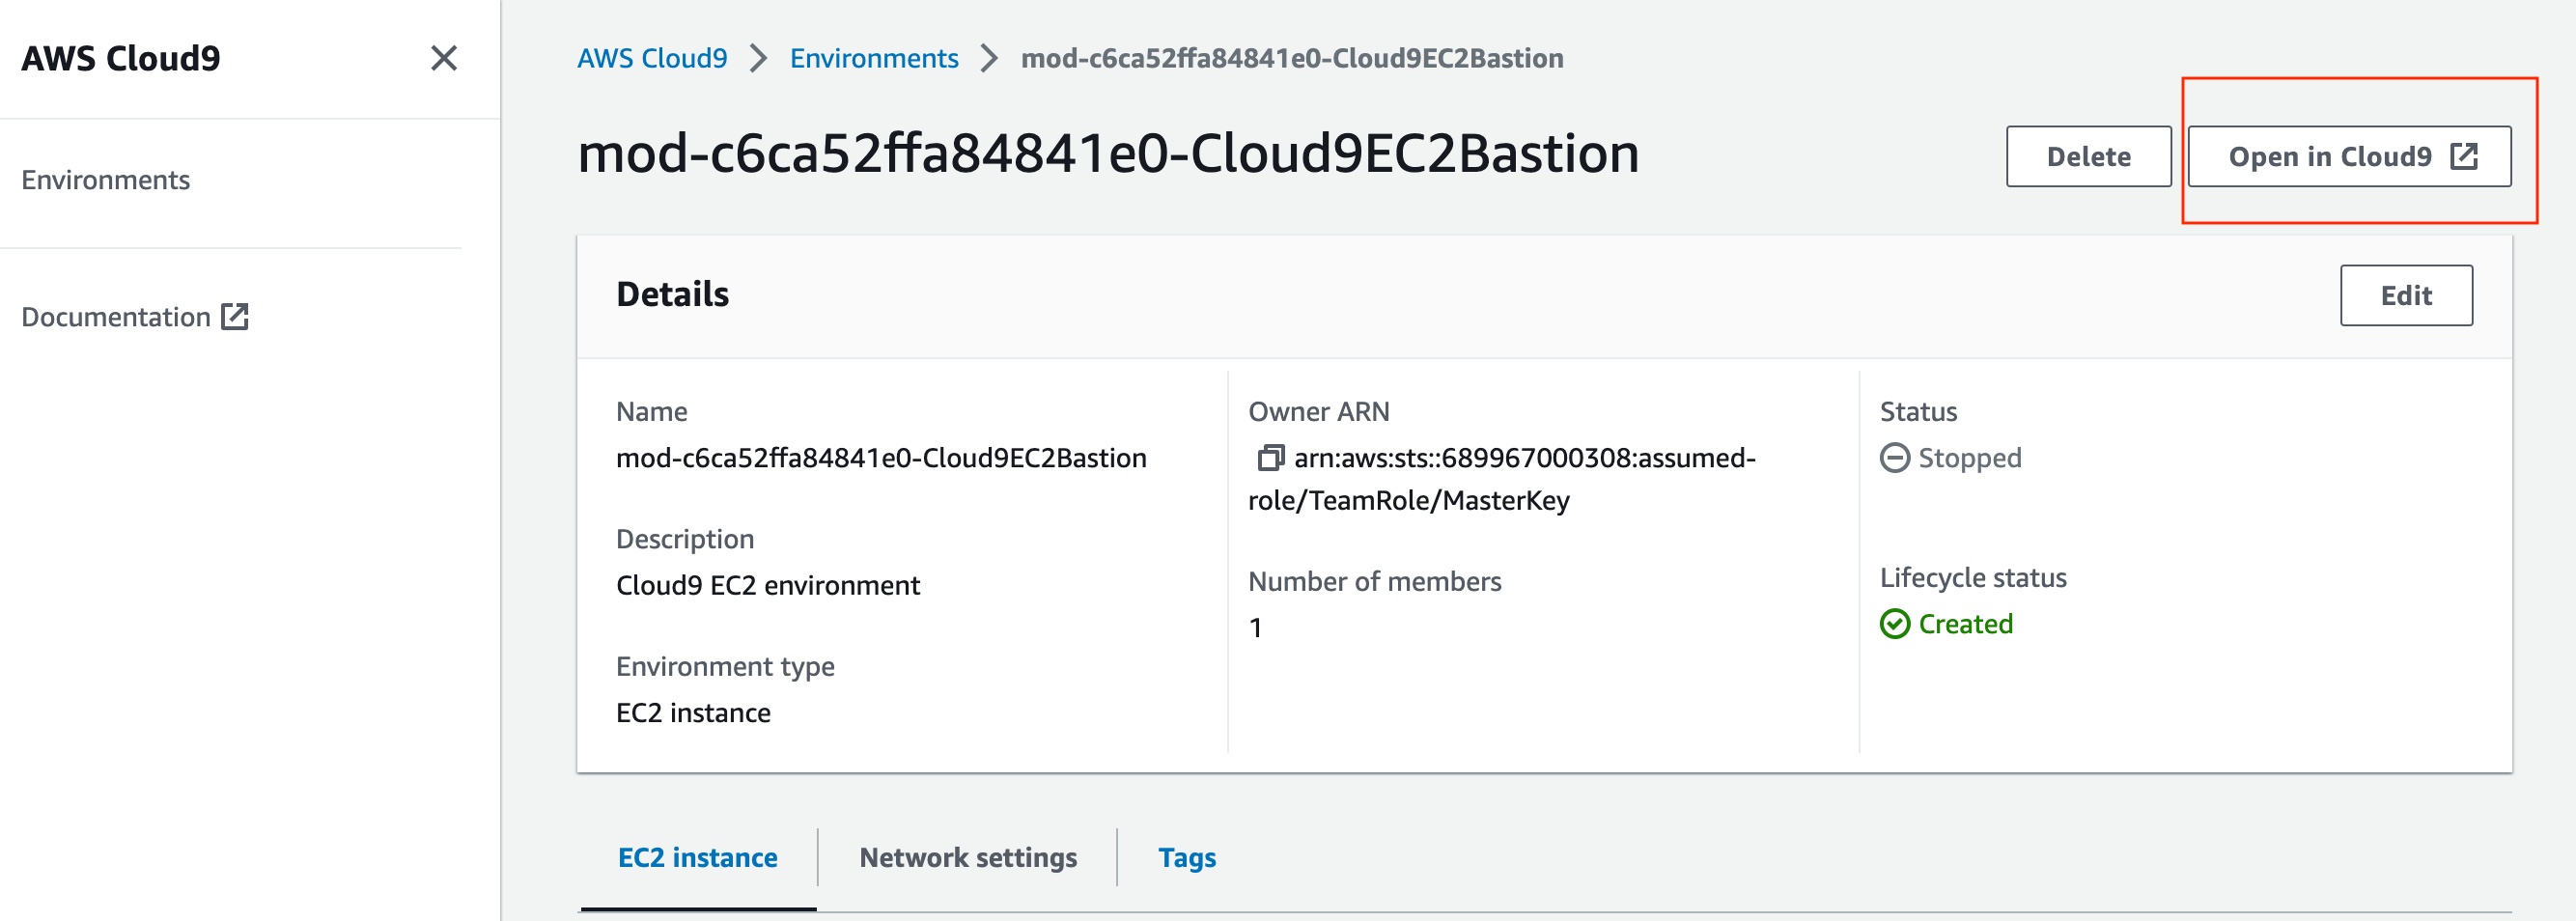 AWS Cloud9
Environments
Documentation
AWS Cloud9 > Environments > mod-c6ca52ffa84841e0-Cloud9EC2Bastion
mod-c6ca52ffa84841e0-Cloud9EC2Bastion
Delete
Open in Cloud9
Details
Edit
Name
mod-c6ca52ffa84841e0-Cloud9EC2Bastion
Description
Cloud9 EC2 environment
Environment type
EC2 instance
Owner ARN
arn:aws:sts::689967000308:assumed-
role/TeamRole/MasterKey
Number of members
1
Status
Stopped
Lifecycle status
Created
EC2 instance
Network settings
Tags